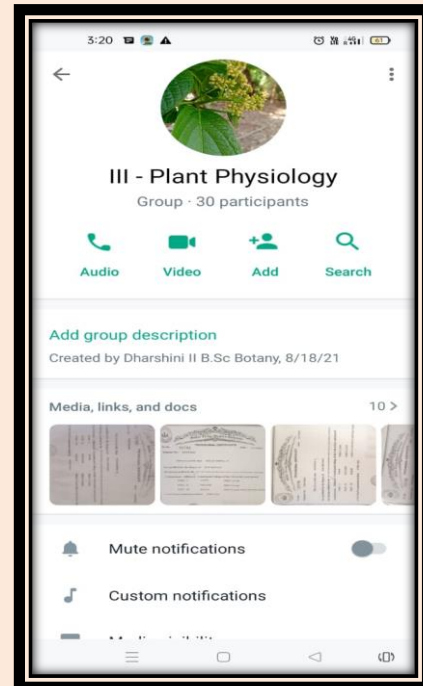 3:20
61
III - Plant Physiology
Group · 30 participants
Audio Video Add Search
Add group description
Created by Dharshini II B.Sc Botany, 8/18/21
Media, links, and docs 10 >
Mute notifications
Custom notifications